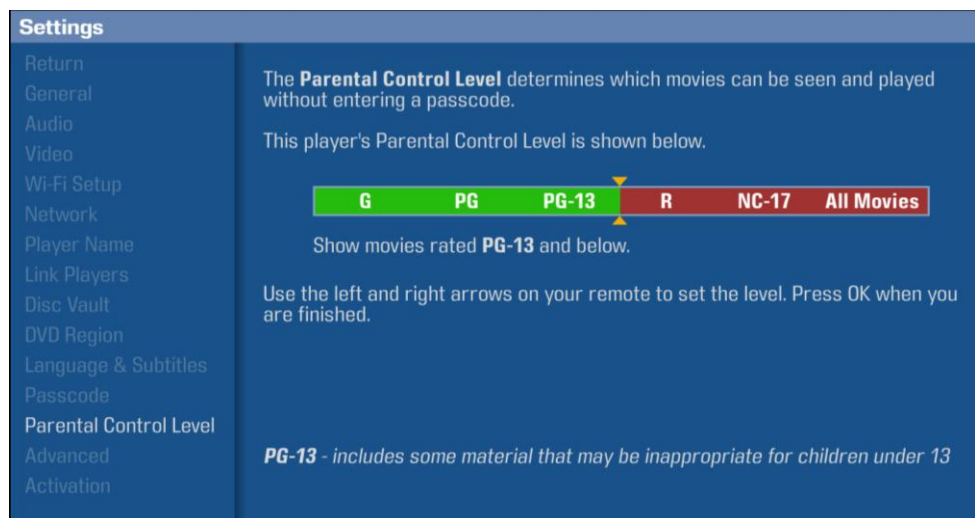 Settings
Return
General
Audio
Video
Wi-Fi Setup
Network
Player Name
Link Players
Disc Vault
DVD Region
Language & Subtitles
Passcode
Parental Control Level
Advanced
Activation
The Parental Control Level determines which movies can be seen and played
without entering a passcode.
This player's Parental Control Level is shown below.
G PG PG-13 R NC-17 All Movies
Show movies rated PG-13 and below.
Use the left and right arrows on your remote to set the level. Press OK when you
are finished.
PG-13 - includes some material that may be inappropriate for children under 13